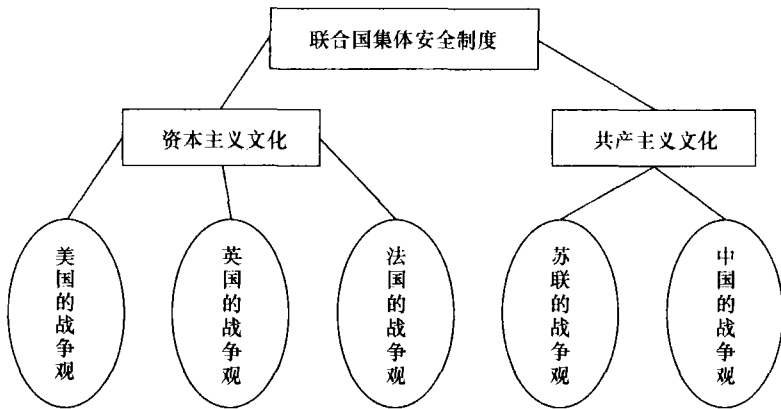 联合国集体安全制度
资本主义文化
共产主义文化
美国的战争观
英国的战争观
法国的战争观
苏联的战争观
中国的战争观